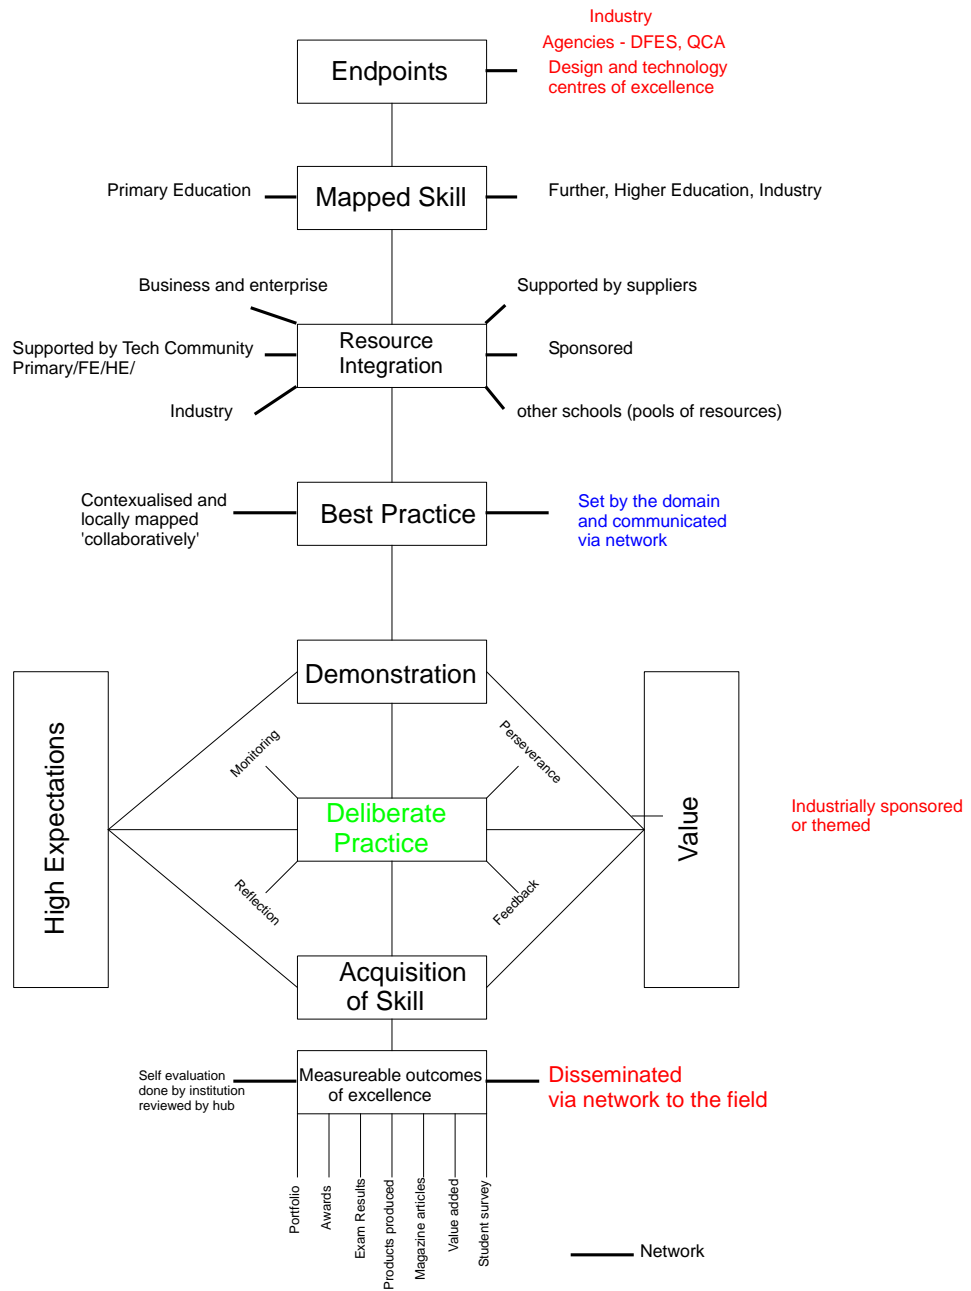 Industry
Agencies - DFES, QCA
Endpoints
Design and technology
centres of excellence
Primary Education
Mapped Skill
Further, Higher Education, Industry
Business and enterprise
Supported by suppliers
Supported by Tech Community
Primary/FE/HE/
Resource
Integration
Sponsored
Industry
other schools (pools of resources)
Contexualised and
locally mapped
'collaboratively'
Best Practice
Set by the domain
and communicated
via network
Demonstration
High Expectations
Monitoring
Perseverance
Deliberate
Practice
Value
Industrially sponsored
or themed
Reflection
Feedback
Acquisition
of Skill
Self evaluation
done by institution
reviewed by hub
Measureable outcomes
of excellence
Disseminated
via network to the field
Portfolio
Awards
Exam Results
Products produced
Magazine articles
Value added
Student survey
Network